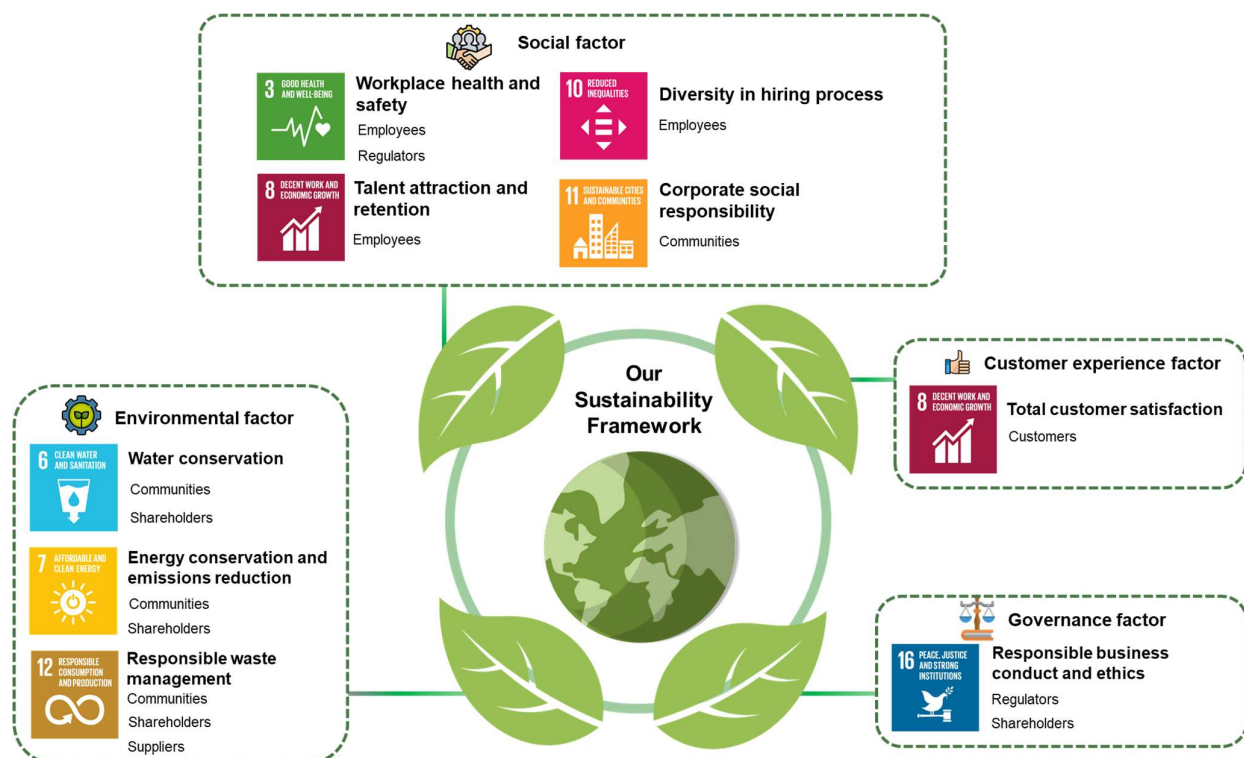 Social factor
3 GOOD HEALTH
AND WELL-BEING
Workplace health and
safety
Employees
Regulators
10 REDUCED
INEQUALITIES
Diversity in hiring process
Employees
8 DECENT WORK AND
ECONOMIC GROWTH
Talent attraction and
retention
Employees
11 SUSTAINABLE CITIES
AND COMMUNITIES
Corporate social
responsibility
Communities
Our
Sustainability
Framework
Customer experience factor
8 DECENT WORK AND
ECONOMIC GROWTH
Total customer satisfaction
Customers
Environmental factor
6 CLEAN WATER
AND SANITATION
Water conservation
Communities
Shareholders
7 AFFORDABLE AND
CLEAN ENERGY
Energy conservation and
emissions reduction
Communities
Shareholders
12 RESPONSIBLE
CONSUMPTION
AND PRODUCTION
Responsible waste
management
Communities
Shareholders
Suppliers
Governance factor
16 PEACE, JUSTICE
AND STRONG
INSTITUTIONS
Responsible business
conduct and ethics
Regulators
Shareholders